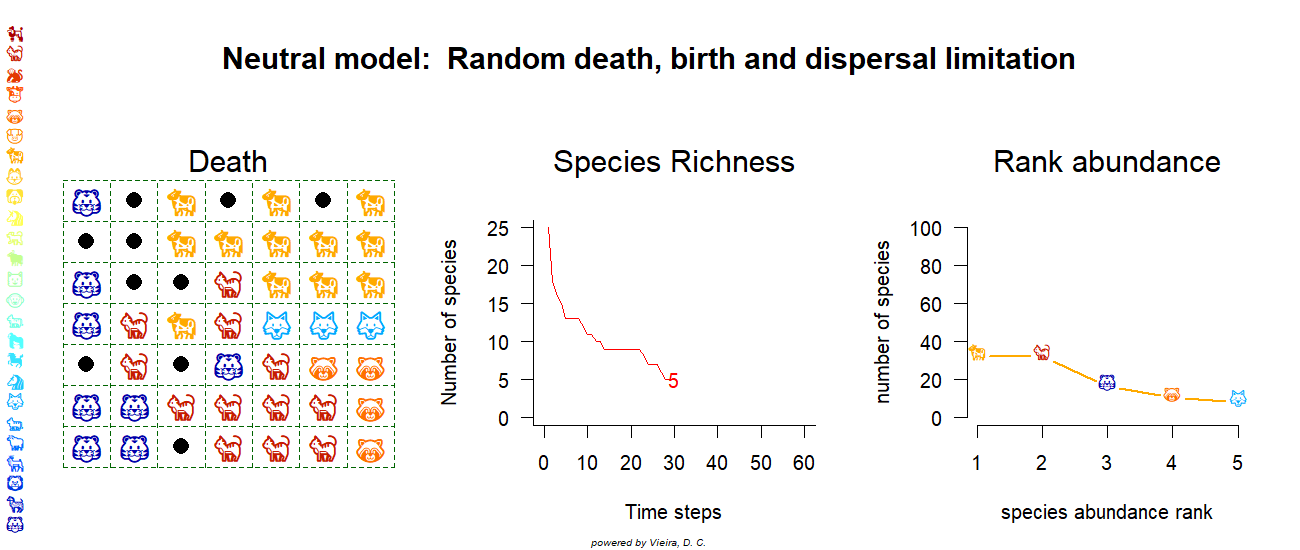 Neutral model:  Random death, birth and dispersal limitation
Death
Species Richness
Number of species
25
20
15
10
5
0
5
0 10 20 30 40 50 60
Time steps
Rank abundance
number of species
100
80
60
40
20
0
1 2 3 4 5
species abundance rank
powered by Vieira, D. C.